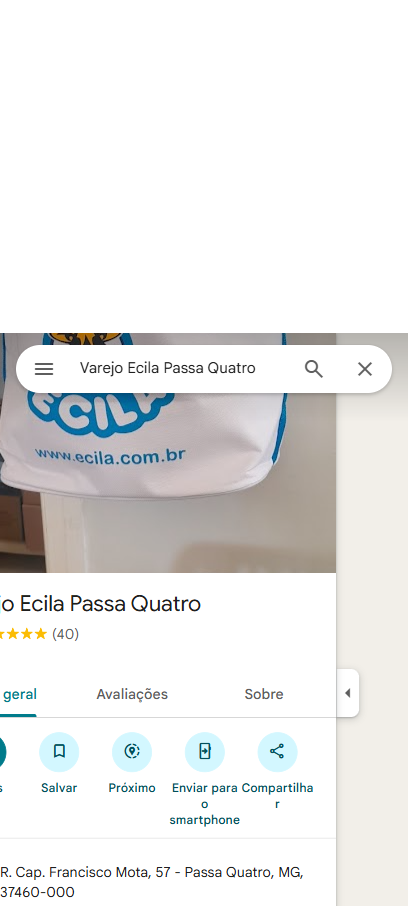 Varejo Ecila Passa Quatro
ECILA
www.ecila.com.br
jo Ecila Passa Quatro
(40)
geral
Avaliações
Sobre
s
Salvar
Próximo
Enviar para
o
smartphone
Compartilha
r
R. Cap. Francisco Mota, 57 - Passa Quatro, MG,
37460-000